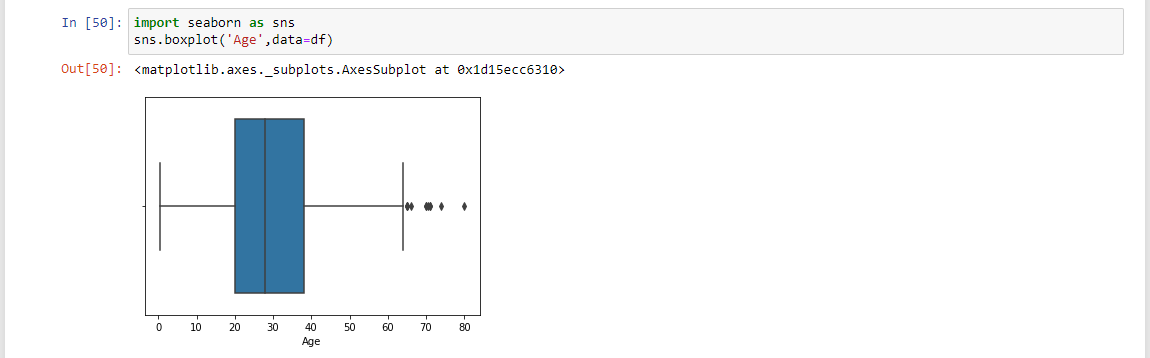 In [50]: import seaborn as sns
sns.boxplot('Age',data=df)
Out[50]: <matplotlib.axes._subplots.AxesSubplot at 0x1d15ecc6310>
0 10 20 30 40 50 60 70 80
Age